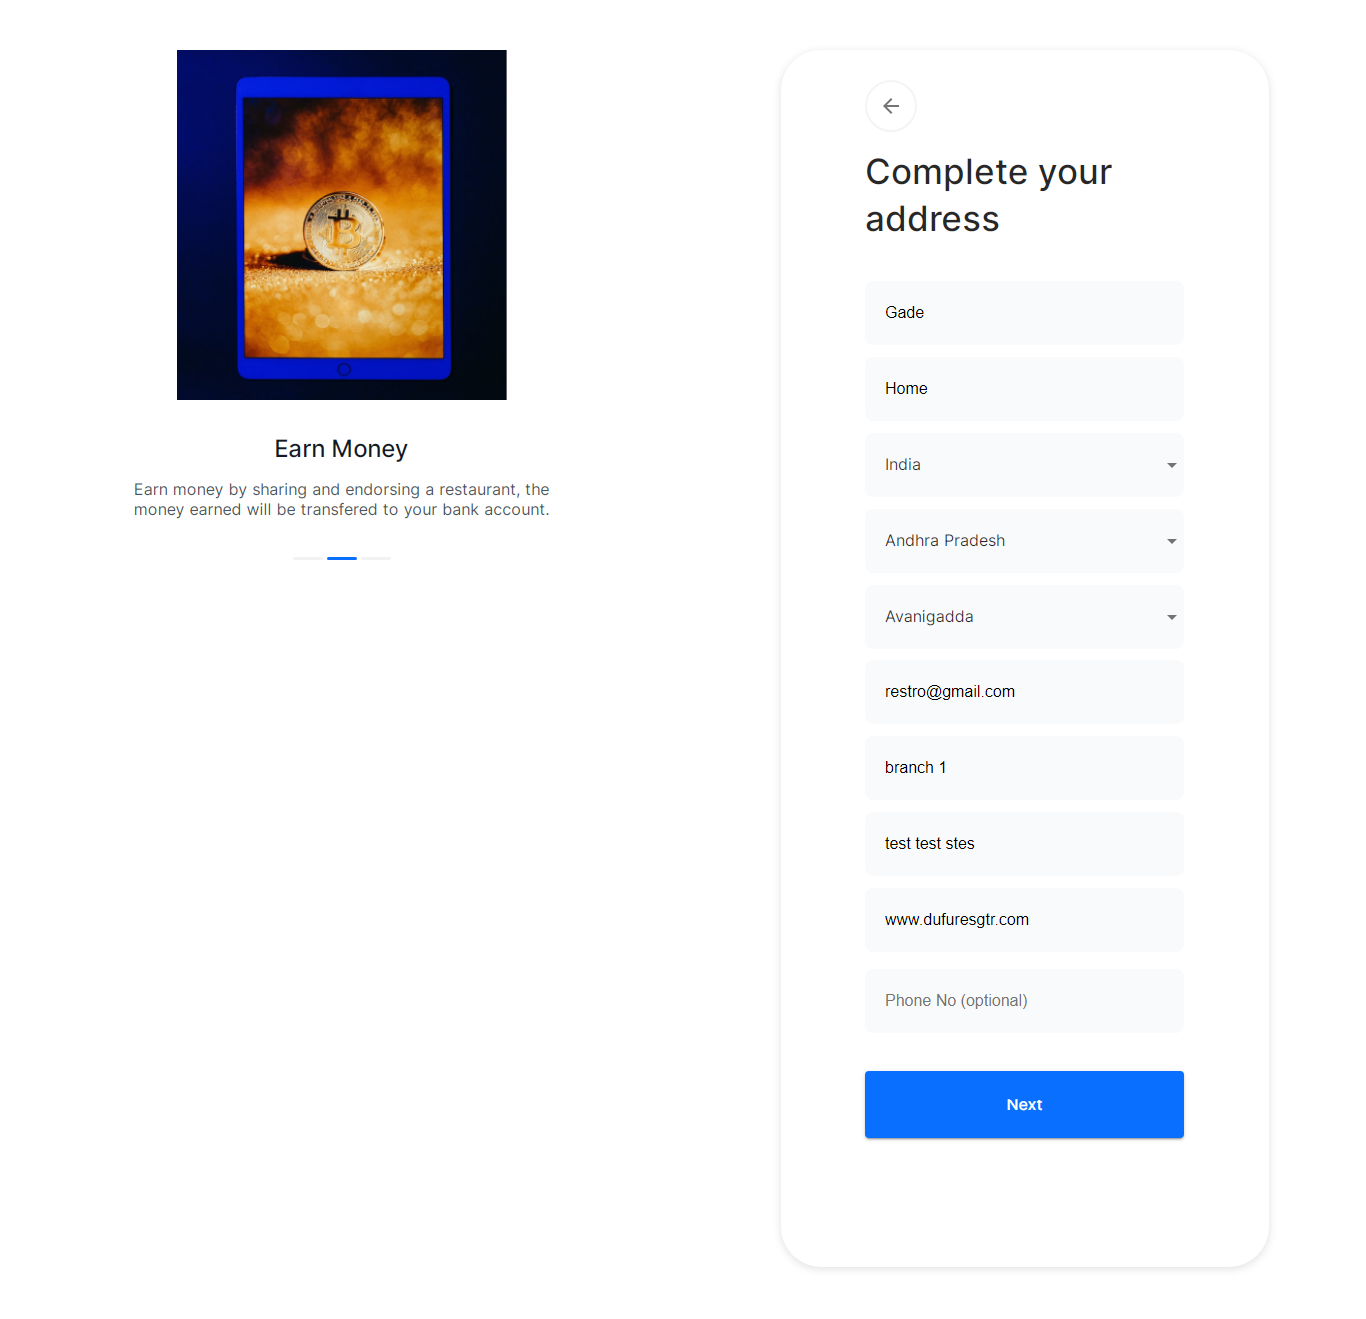 Earn Money
Earn money by sharing and endorsing a restaurant, the
money earned will be transfered to your bank account.
Complete your
address
Gade
Home
India
Andhra Pradesh
Avanigadda
restro@gmail.com
branch 1
test test stes
www.dufuresgtr.com
Phone No (optional)
Next